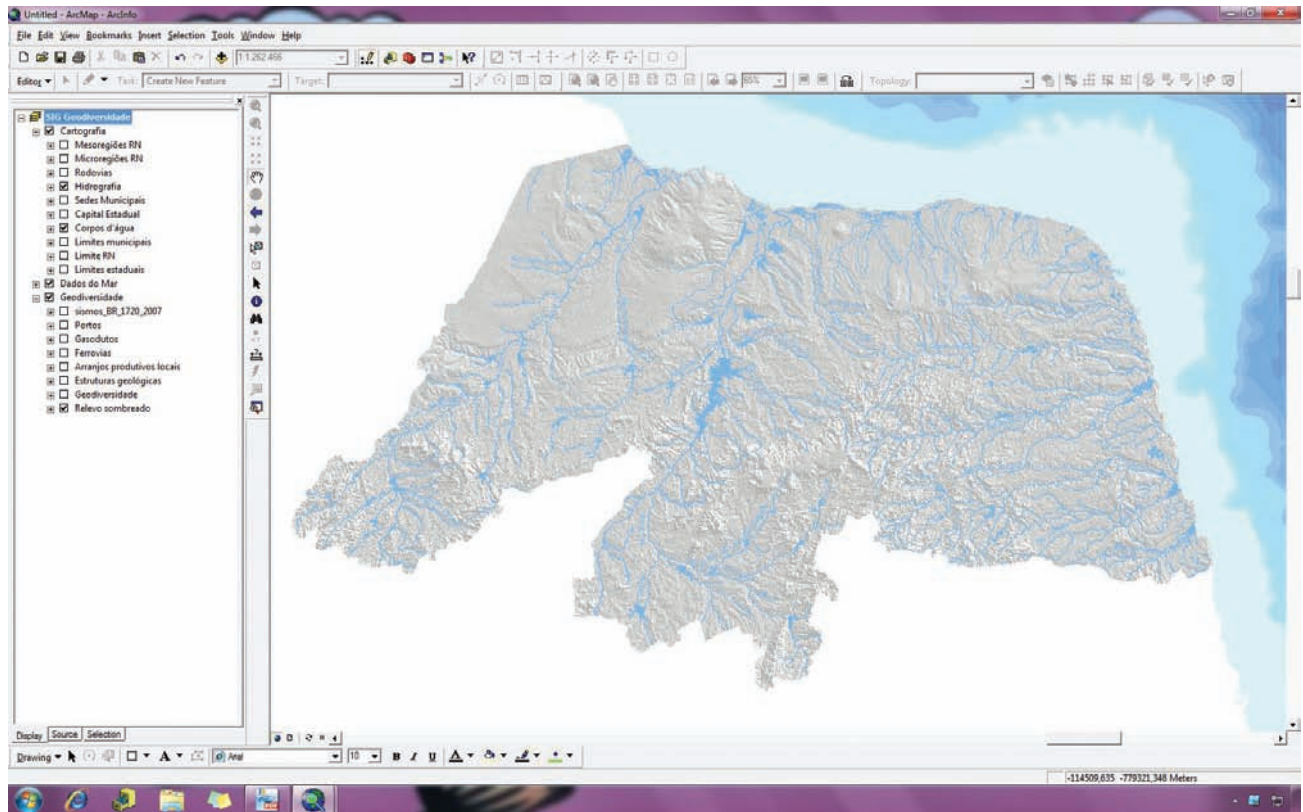 Untitled - ArcMap - ArcInfo
File Edit View Bookmarks Insert Selection Tools Window Help
1:1.262.466
Editor Task: Create New Feature Target: 65% Topology:
SIG Geodiversidade
Cartografia
Mesoregiões RN
Microregiões RN
Rodovias
Hidrografia
Sedes Municipais
Capital Estadual
Corpos d'água
Limites municipais
Limite RN
Limites estaduais
Dados do Mar
Geodiversidade
sismos_BR_1720_2007
Portos
Gasodutos
Ferrovias
Arranjos produtivos locais
Estruturas geológicas
Geodiversidade
Relevo sombreado
Display Source Selection
Drawing A Arial 10 B I U A
-114509,635 -779321,348 Meters